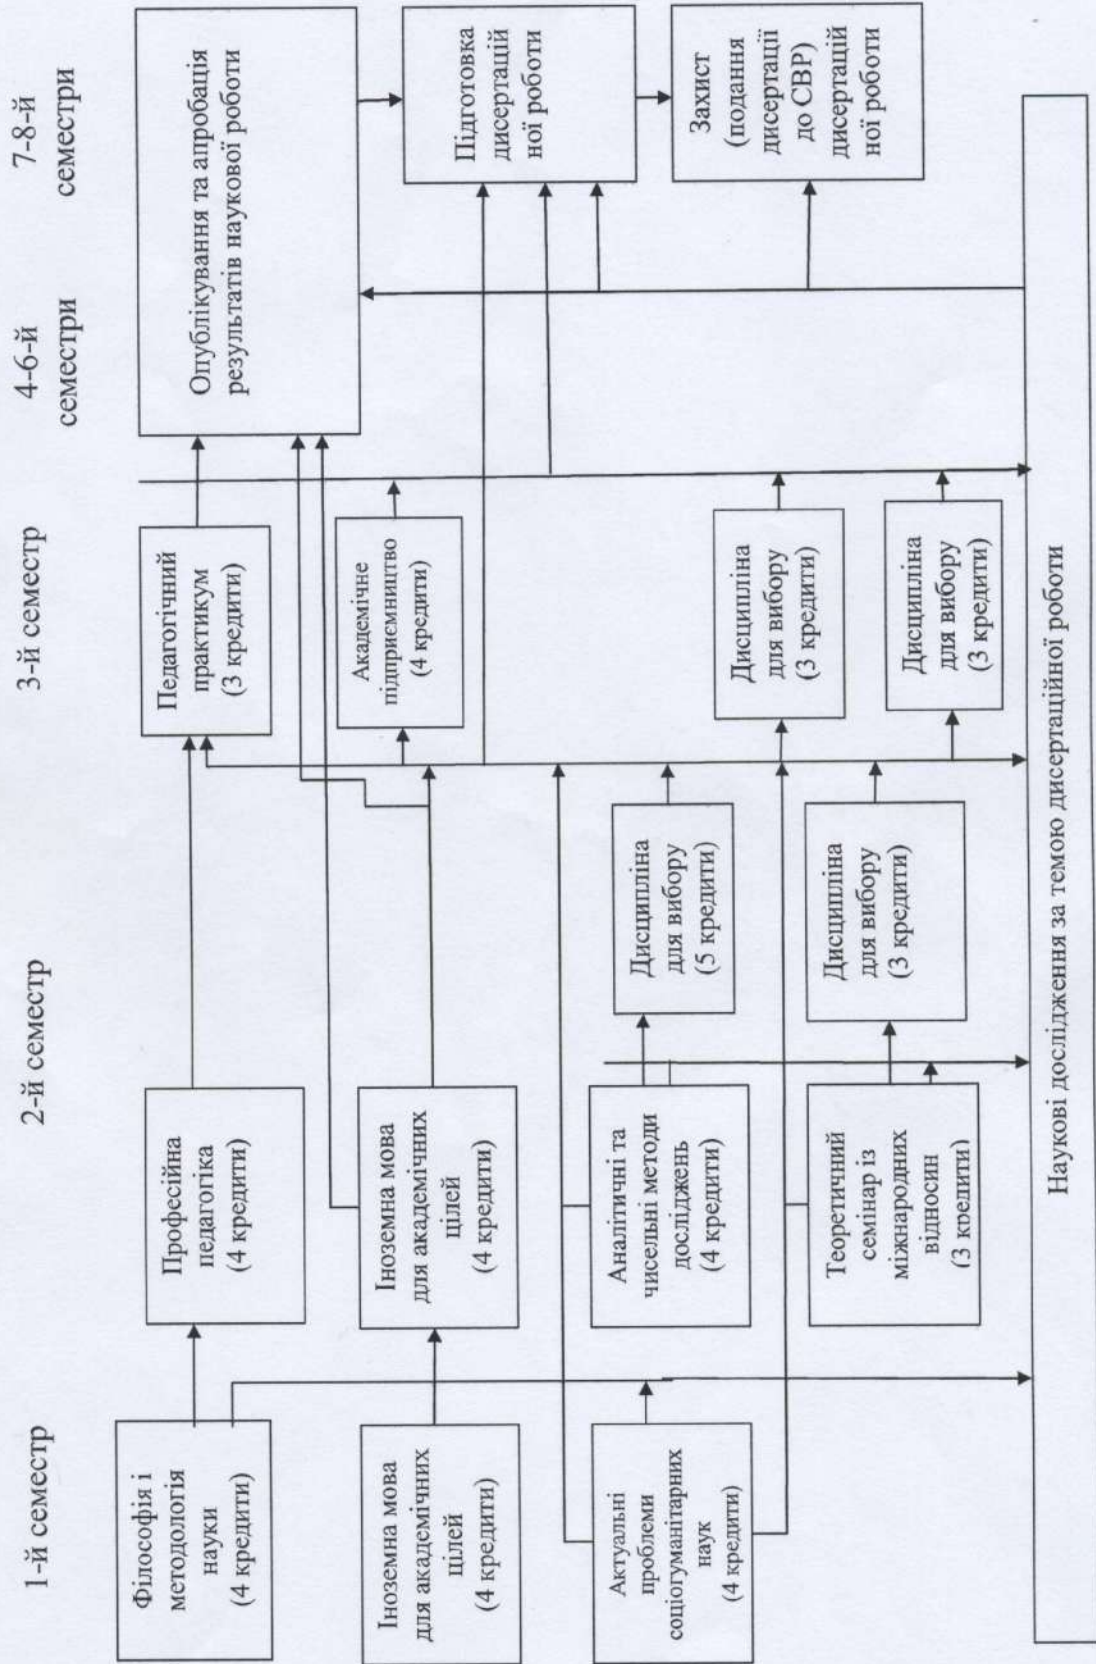 1-й семестр
Філософія і
методологія
науки
(4 кредити)
Іноземна мова
для академічних
цілей
(4 кредити)
Актуальні
проблеми
соціогуманітарних
наук
(4 кредити)
2-й семестр
Професійна
педагогіка
(4 кредити)
Іноземна мова
для академічних
цілей
(4 кредити)
Аналітичні та
чисельні методи
досліджень
(4 кредити)
Теоретичний
семінар із
міжнародних
відносин
(3 кредити)
Дисципліна
для вибору
(5 кредити)
Дисципліна
для вибору
(3 кредити)
3-й семестр
Педагогічний
практикум
(3 кредити)
Академічне
підприємництво
(4 кредити)
Дисципліна
для вибору
(3 кредити)
Дисципліна
для вибору
(3 кредити)
4-6-й
семестри
7-8-й
семестри
Опублікування та апробація
результатів наукової роботи
Підготовка
дисертацій
ної роботи
Захист
(подання
дисертації
до СВР)
дисертацій
ної роботи
Наукові дослідження за темою дисертаційної роботи